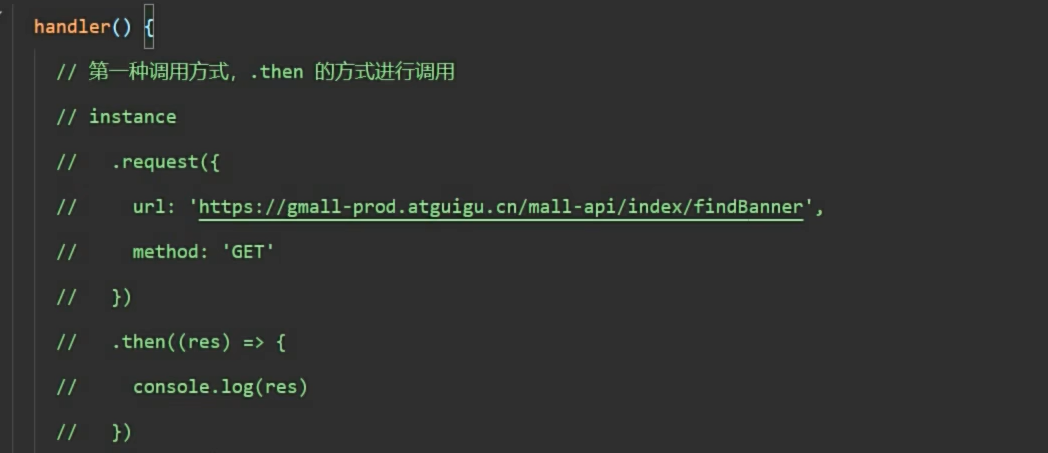 handler() {
// 第一种调用方式，.then 的方式进行调用
// instance
//   .request({
//     url: 'https://gmall-prod.atguigu.cn/mall-api/index/findBanner',
//     method: 'GET'
//   })
//   .then((res) => {
//     console.log(res)
//   })